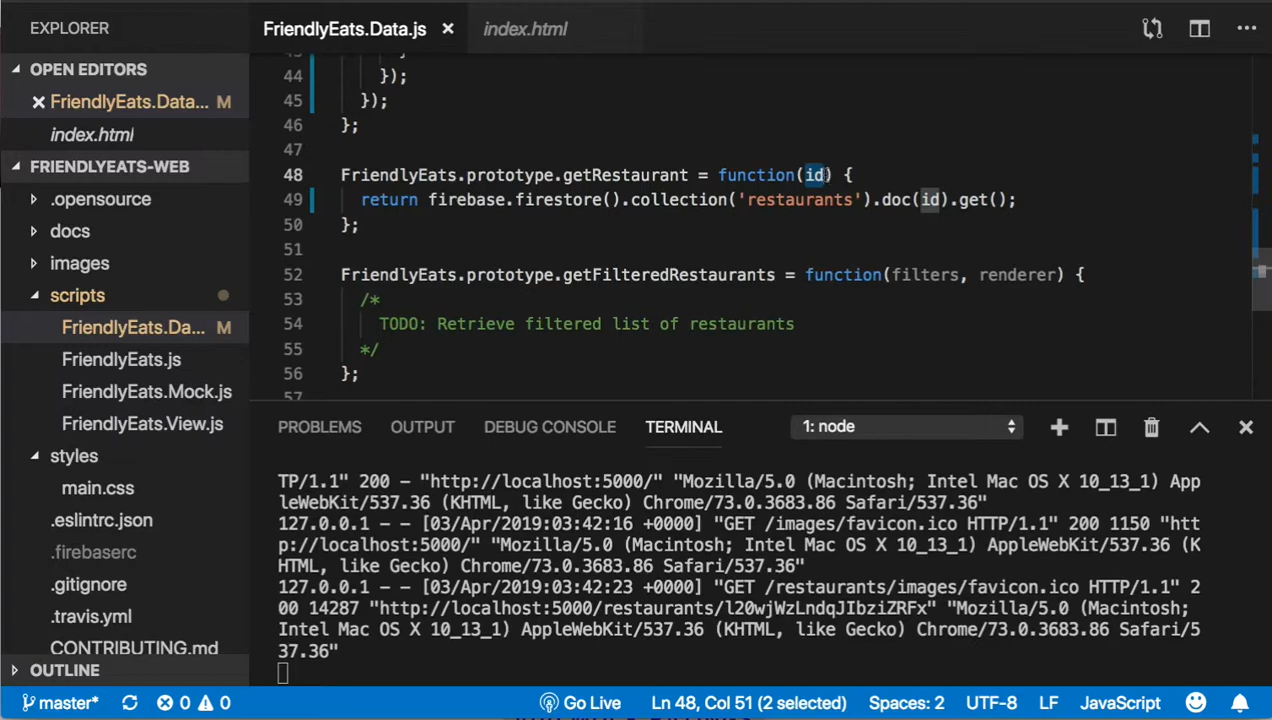 EXPLORER
FriendlyEats.Data.js
index.html
OPEN EDITORS
FriendlyEats.Data... M
index.html
FRIENDLYEATS-WEB
.opensource
docs
images
scripts
FriendlyEats.Da... M
FriendlyEats.js
FriendlyEats.Mock.js
FriendlyEats.View.js
styles
main.css
.eslintrc.json
.firebaserc
.gitignore
.travis.yml
CONTRIBUTING.md
OUTLINE
44 });
45 });
46 };
47
48 FriendlyEats.prototype.getRestaurant = function(id) {
49 return firebase.firestore().collection('restaurants').doc(id).get();
50 };
51
52 FriendlyEats.prototype.getFilteredRestaurants = function(filters, renderer) {
53 /*
54 TODO: Retrieve filtered list of restaurants
55 */
56 };
57
PROBLEMS OUTPUT DEBUG CONSOLE TERMINAL 1: node
TP/1.1" 200 - "http://localhost:5000/" "Mozilla/5.0 (Macintosh; Intel Mac OS X 10_13_1) App
leWebKit/537.36 (KHTML, like Gecko) Chrome/73.0.3683.86 Safari/537.36"
127.0.0.1 - - [03/Apr/2019:03:42:16 +0000] "GET /images/favicon.ico HTTP/1.1" 200 1150 "htt
p://localhost:5000/" "Mozilla/5.0 (Macintosh; Intel Mac OS X 10_13_1) AppleWebKit/537.36 (K
HTML, like Gecko) Chrome/73.0.3683.86 Safari/537.36"
127.0.0.1 - - [03/Apr/2019:03:42:23 +0000] "GET /restaurants/images/favicon.ico HTTP/1.1" 2
00 14287 "http://localhost:5000/restaurants/l20wjWzLndqJIbziZRFx" "Mozilla/5.0 (Macintosh;
Intel Mac OS X 10_13_1) AppleWebKit/537.36 (KHTML, like Gecko) Chrome/73.0.3683.86 Safari/5
37.36"
master* 0 0 Go Live Ln 48, Col 51 (2 selected) Spaces: 2 UTF-8 LF JavaScript